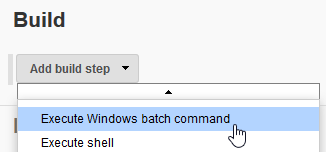 Build
Add build step
Execute Windows batch command
Execute shell